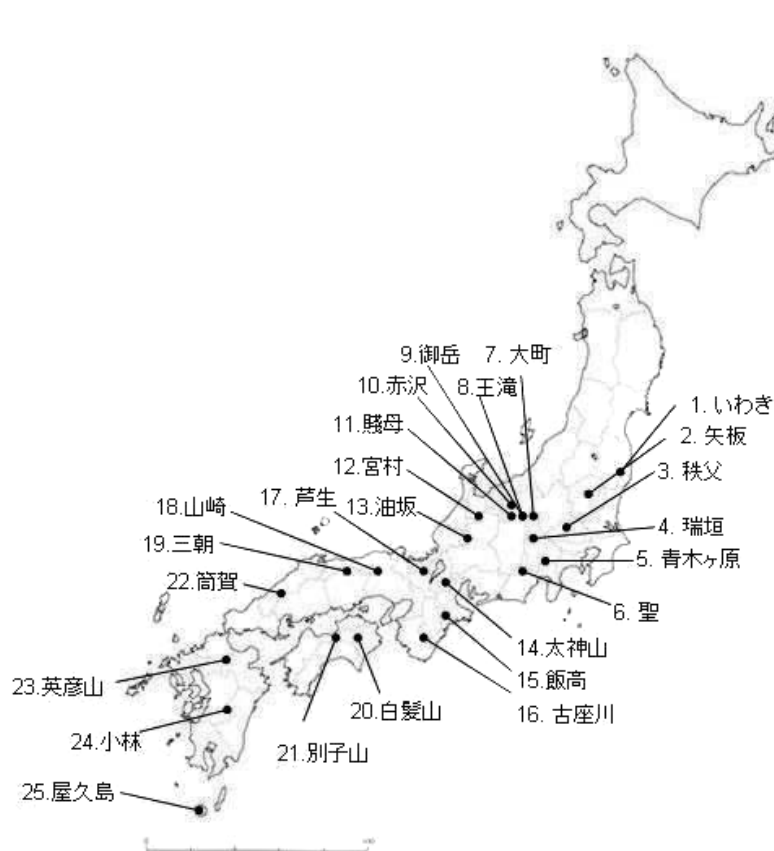 9.御岳
7. 大町
10.赤沢
8.王滝
1. いわき
11.賤母
2. 矢板
12.宮村
3. 秩父
17. 芦生
18.山崎
13.油坂
4. 瑞垣
19.三朝
5. 青木ヶ原
22.筒賀
6. 聖
14.太神山
15.飯高
23.英彦山
20.白髪山
16. 古座川
24.小林
21.別子山
25.屋久島